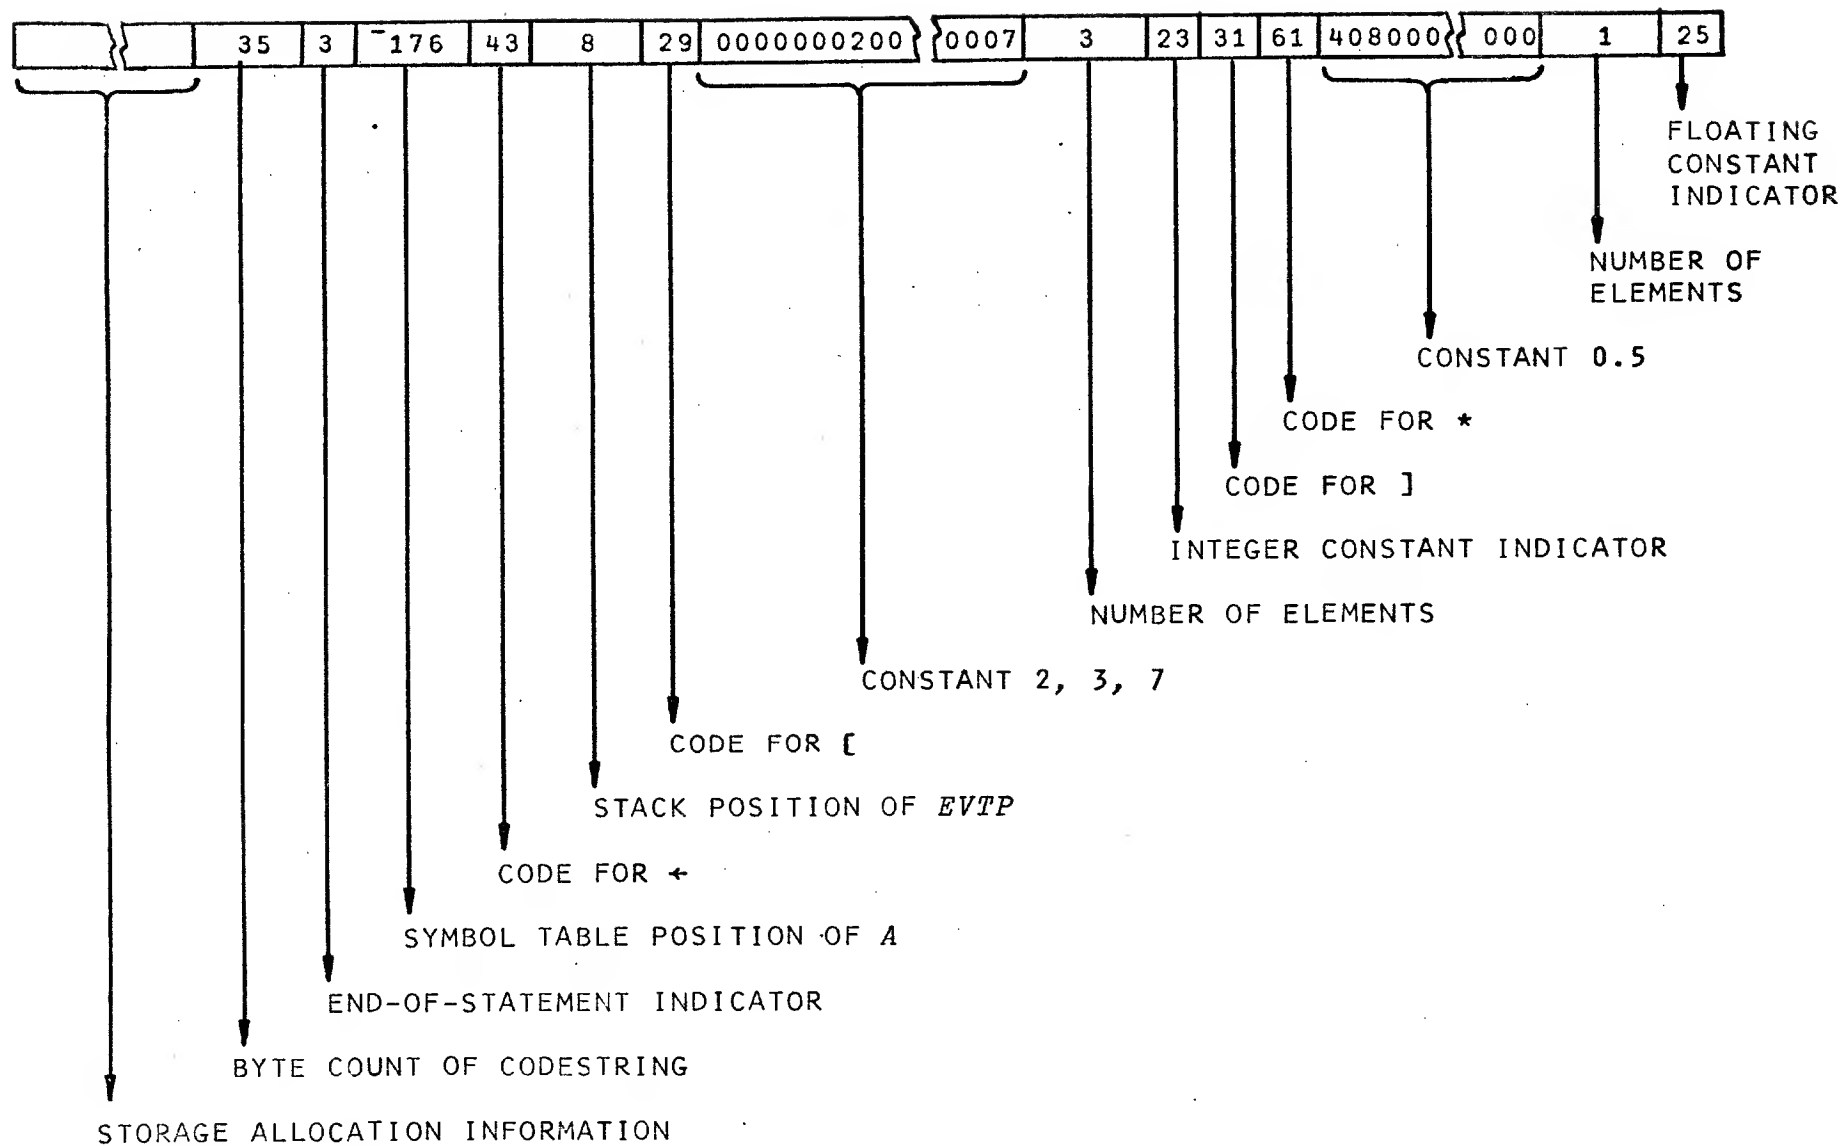 35 3 ¯176 43 8 29 0000000200 0007 3 23 31 61 408000 000 1 25
FLOATING
CONSTANT
INDICATOR
NUMBER OF
ELEMENTS
CONSTANT 0.5
CODE FOR *
CODE FOR ]
INTEGER CONSTANT INDICATOR
NUMBER OF ELEMENTS
CONSTANT 2, 3, 7
CODE FOR [
STACK POSITION OF EVTP
CODE FOR ←
SYMBOL TABLE POSITION OF A
END-OF-STATEMENT INDICATOR
BYTE COUNT OF CODESTRING
STORAGE ALLOCATION INFORMATION